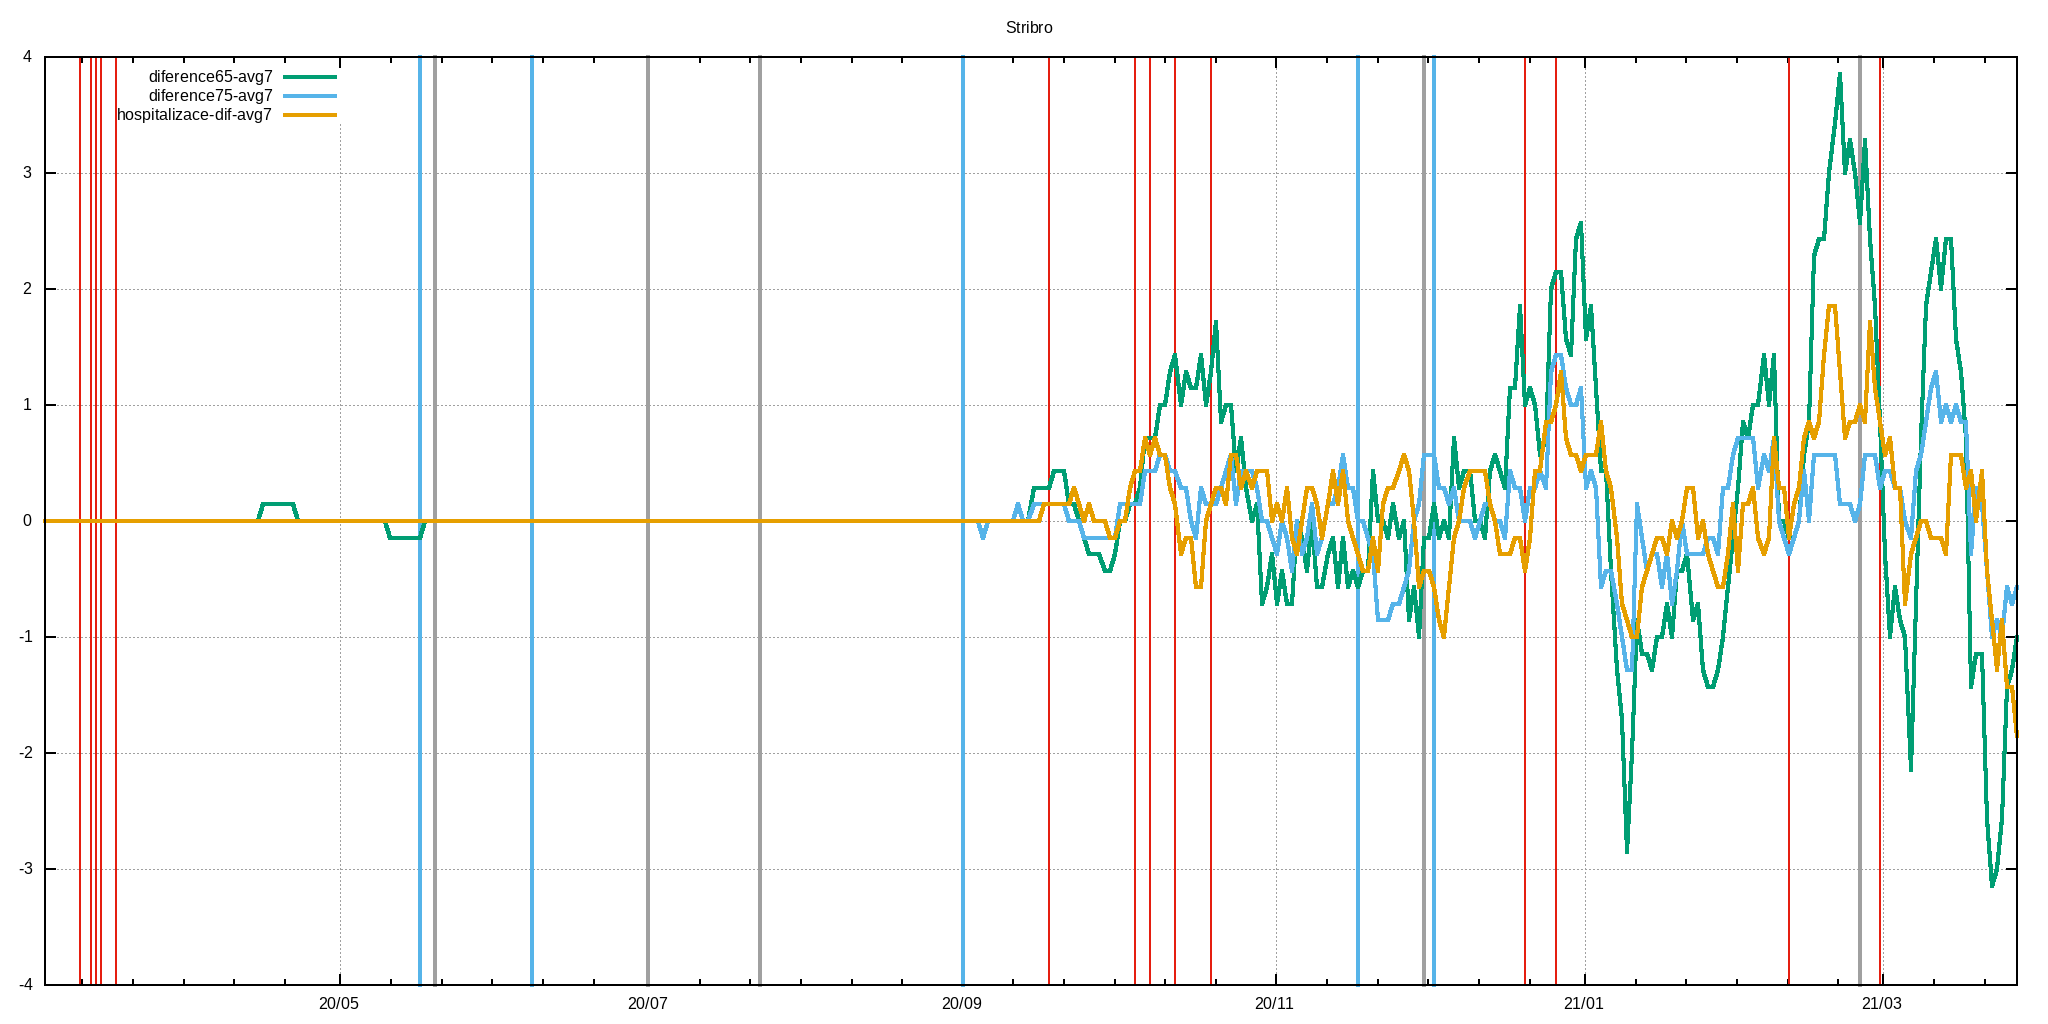 Stribro
diference65-avg7
diference75-avg7
hospitalizace-dif-avg7
4
3
2
1
0
-1
-2
-3
-4
20/05 20/07 20/09 20/11 21/01 21/03